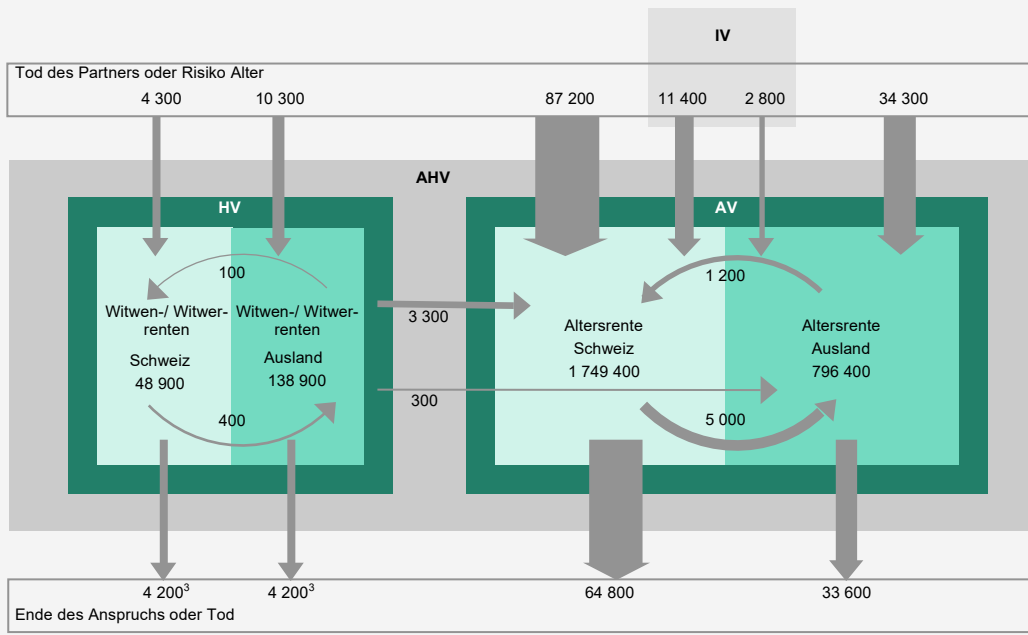 IV
Tod des Partners oder Risiko Alter
4 300 10 300 87 200 11 400 2 800 34 300
AHV
HV AV
100 1 200
Witwen-/ Witwer-
renten
Schweiz
48 900
Witwen-/ Witwer-
renten
Ausland
138 900
3 300
Altersrente
Schweiz
1 749 400
Altersrente
Ausland
796 400
300
400 5 000
4 200³ 4 200³ 64 800 33 600
Ende des Anspruchs oder Tod